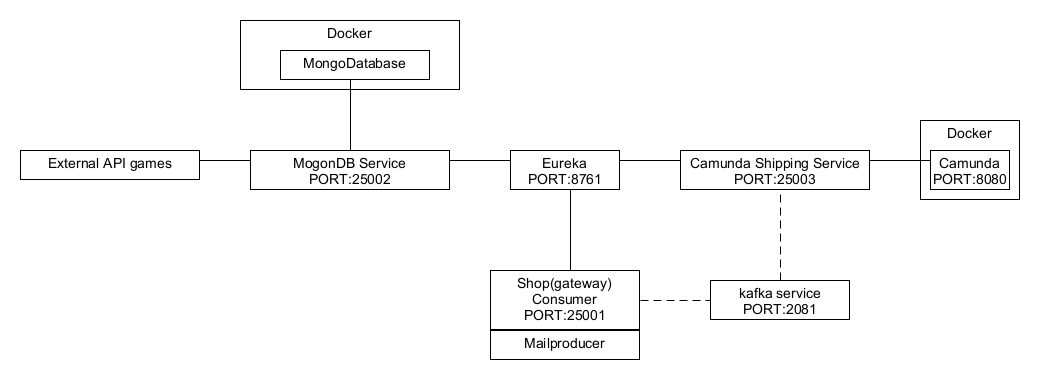 Docker
MongoDatabase
External API games
MogonDB Service
PORT:25002
Eureka
PORT:8761
Camunda Shipping Service
PORT:25003
Docker
Camunda
PORT:8080
Shop(gateway)
Consumer
PORT:25001
Mailproducer
kafka service
PORT:2081